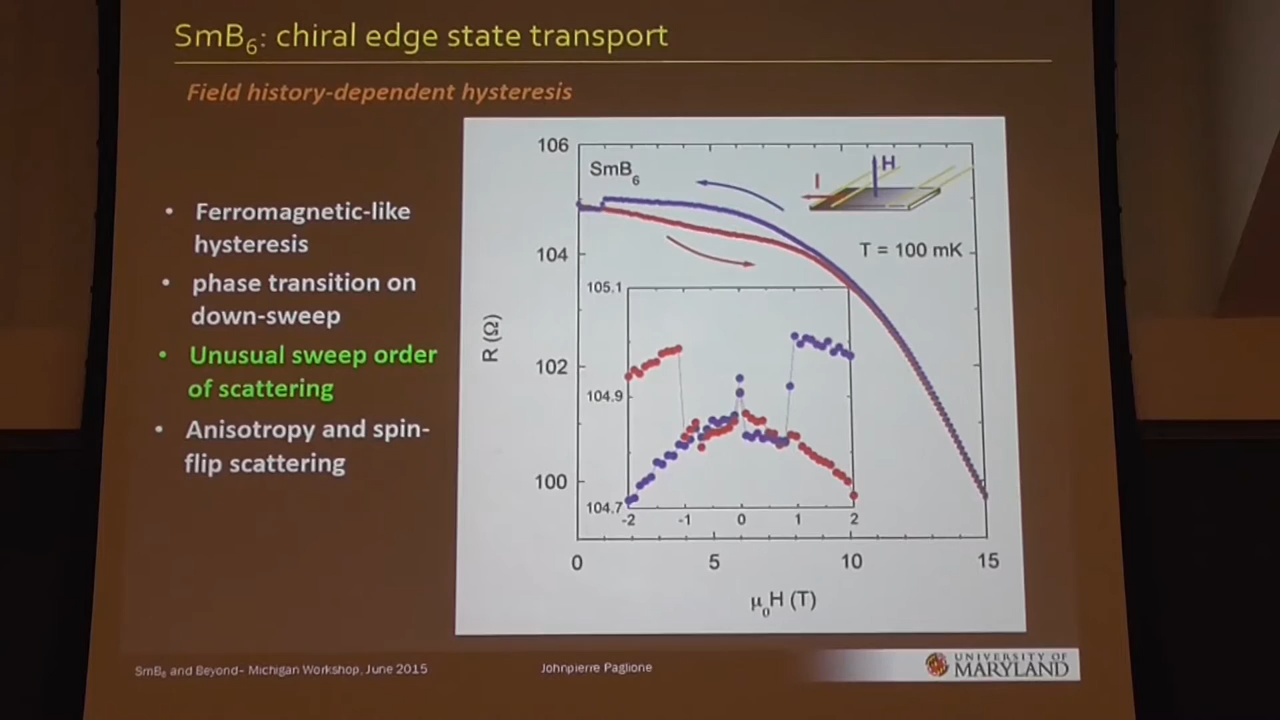 SmB6: chiral edge state transport
Field history-dependent hysteresis
• Ferromagnetic-like
hysteresis
• phase transition on
down-sweep
• Unusual sweep order
of scattering
• Anisotropy and spin-
flip scattering
106
104
102
100
R (Ω)
SmB6
H
I
T = 100 mK
105.1
104.9
104.7
-2 -1 0 1 2
0 5 10 15
μ0H (T)
SmB6 and Beyond– Michigan Workshop, June 2015
Johnpierre Paglione
UNIVERSITY OF
MARYLAND